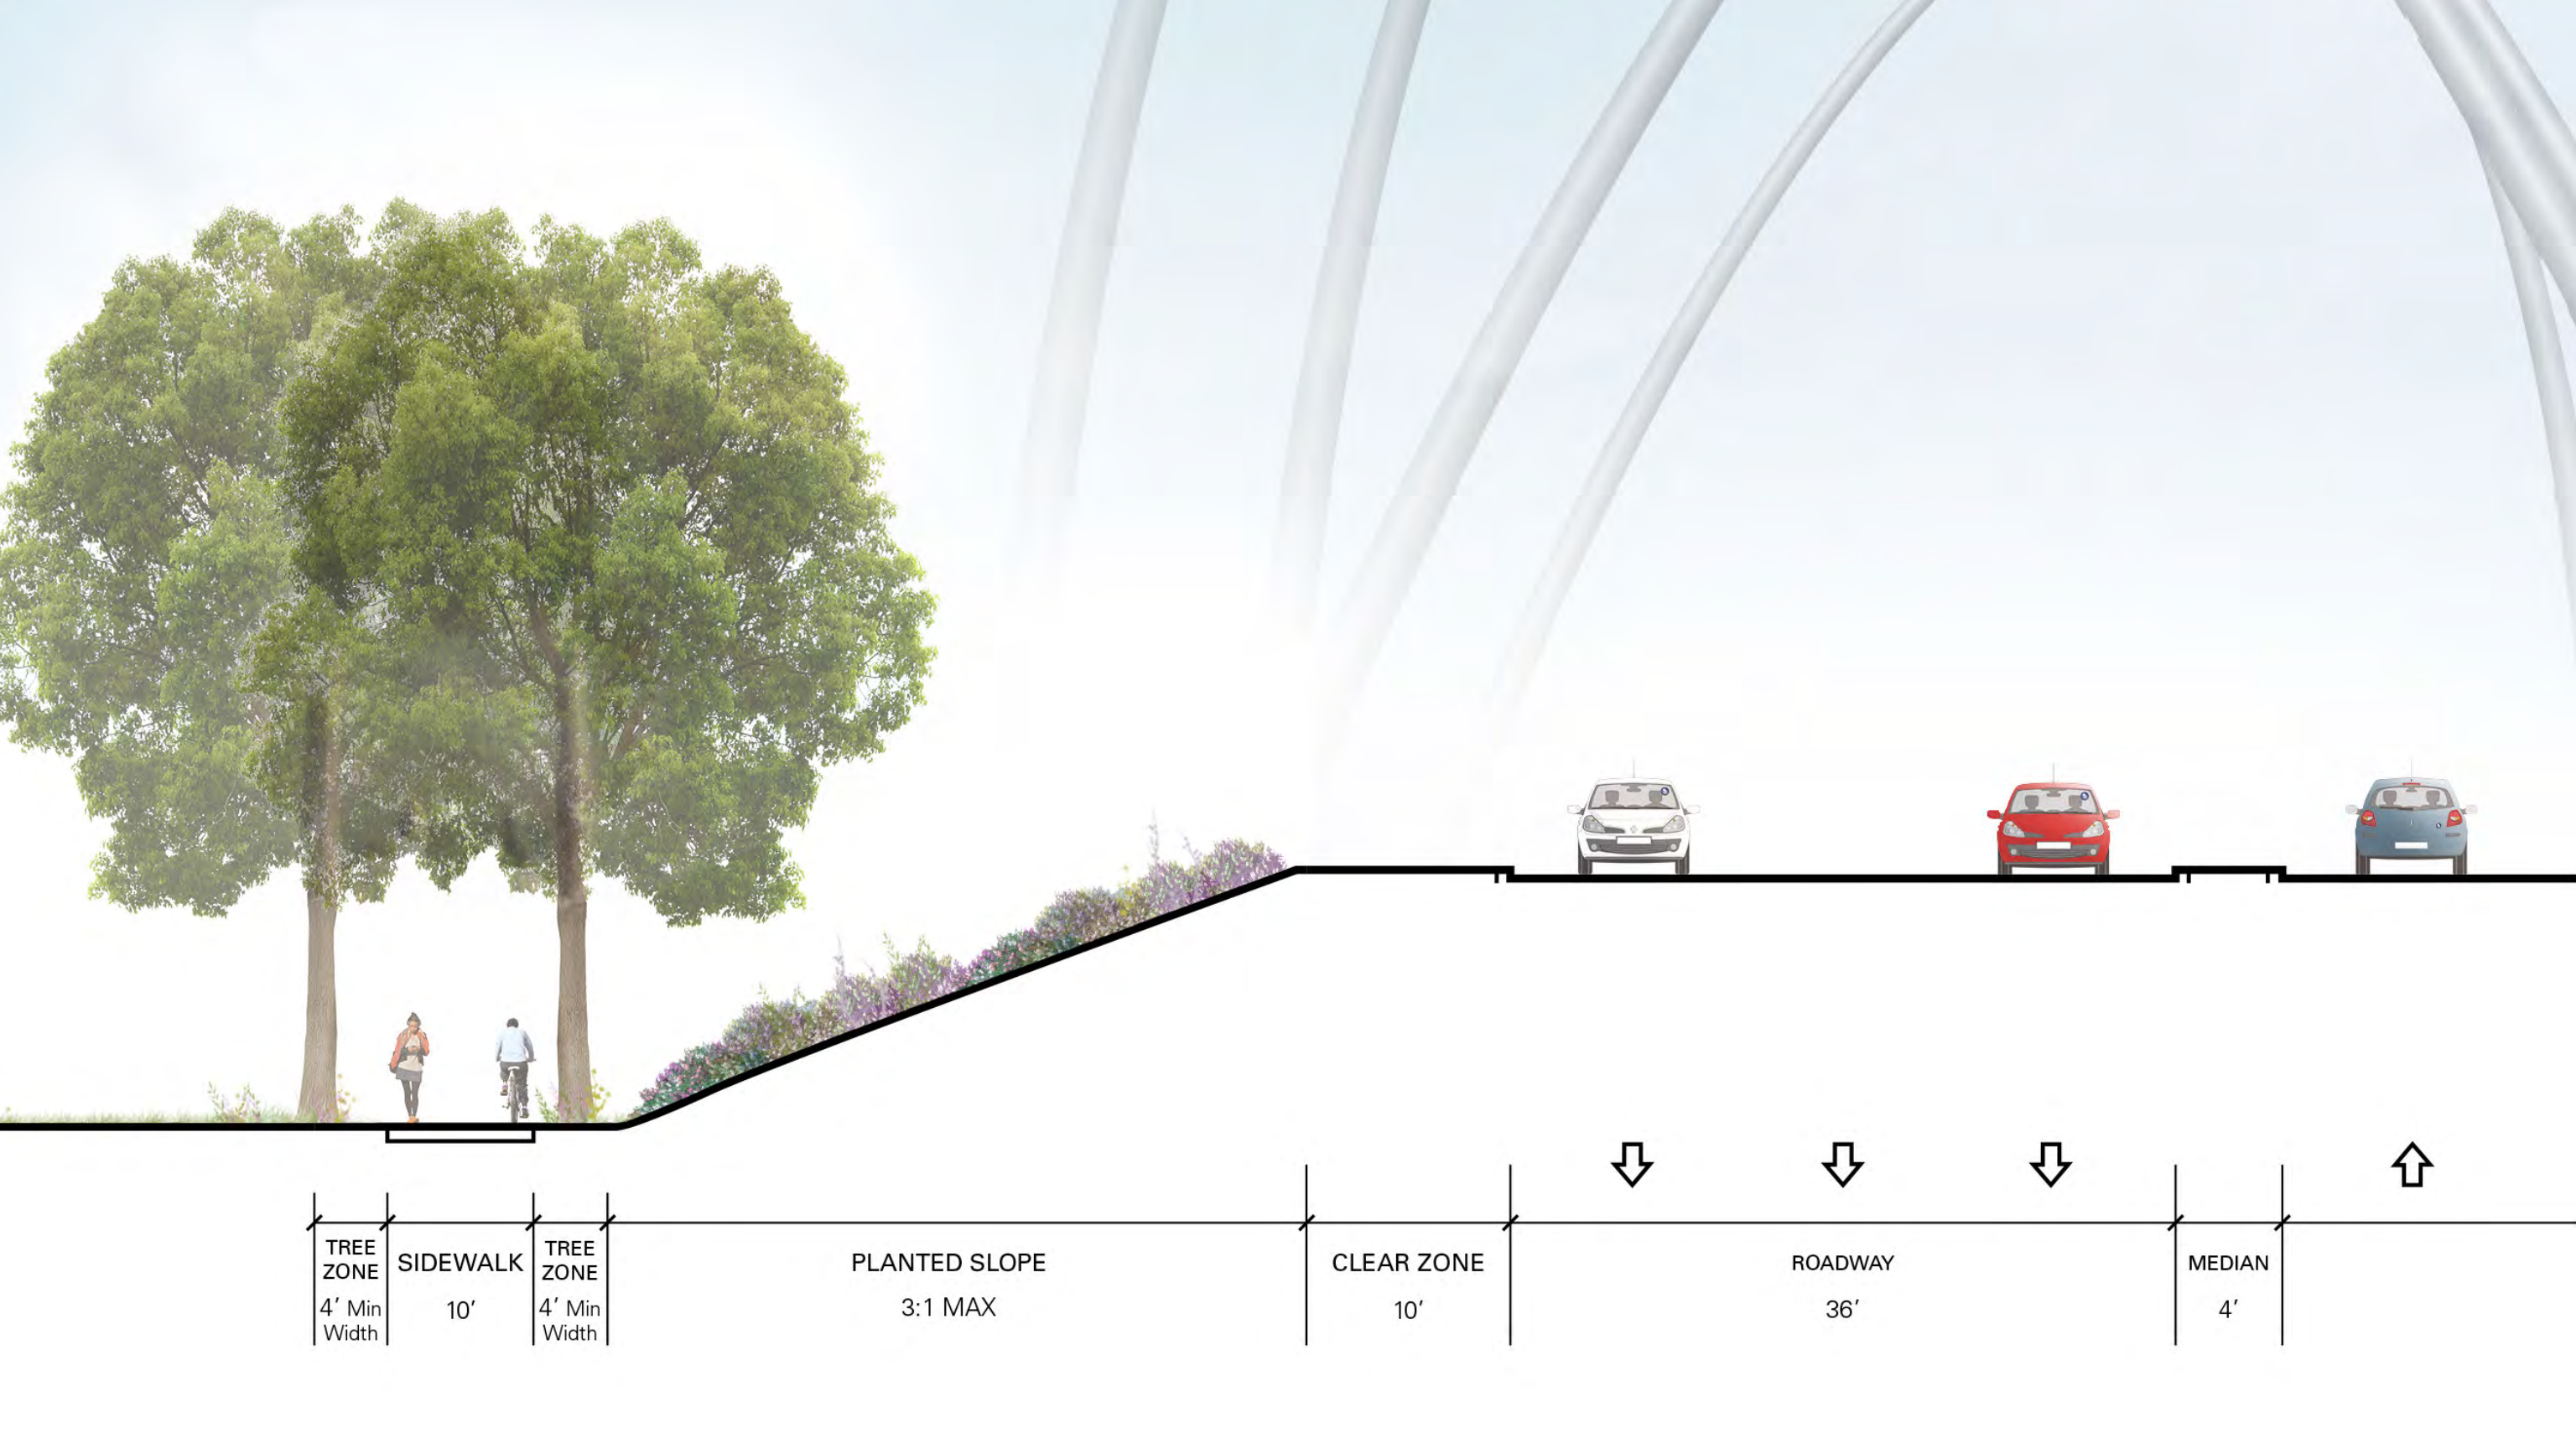 TREE
ZONE
4’ Min
Width
SIDEWALK
10’
TREE
ZONE
4’ Min
Width
PLANTED SLOPE
3:1 MAX
CLEAR ZONE
10’
ROADWAY
36’
MEDIAN
4’